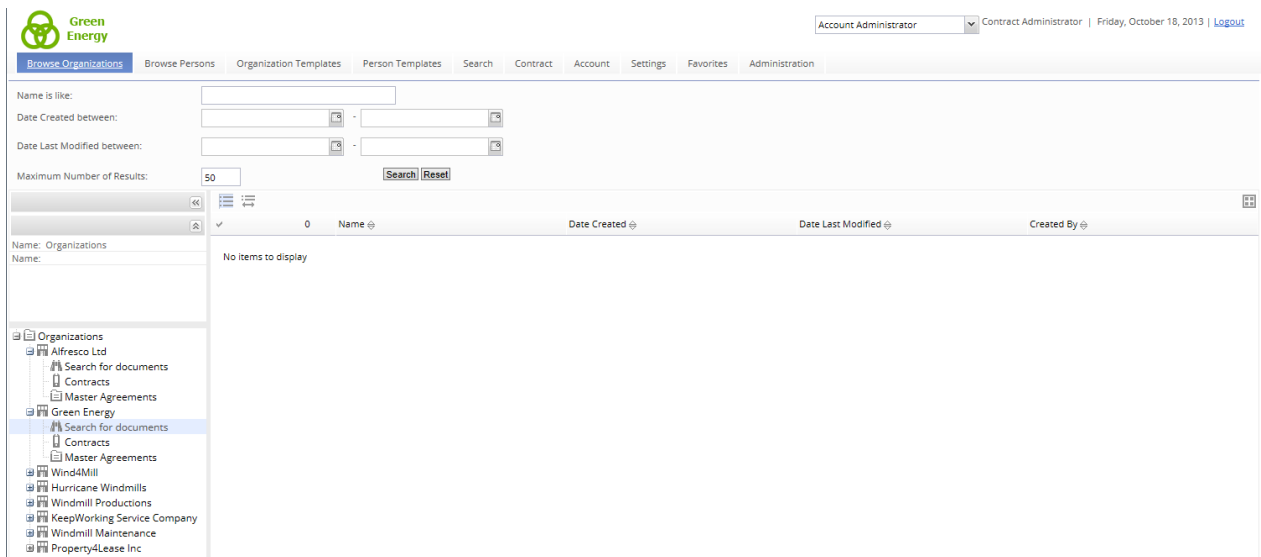 Green
Energy
Account Administrator Contract Administrator | Friday, October 18, 2013 | Logout
Browse Organizations Browse Persons Organization Templates Person Templates Search Contract Account Settings Favorites Administration
Name is like:
Date Created between: -
Date Last Modified between: -
Maximum Number of Results: 50 Search Reset
0 Name Date Created Date Last Modified Created By
Name: Organizations
Name:
No items to display
Organizations
Alfresco Ltd
Search for documents
Contracts
Master Agreements
Green Energy
Search for documents
Contracts
Master Agreements
Wind4Mill
Hurricane Windmills
Windmill Productions
KeepWorking Service Company
Windmill Maintenance
Property4Lease Inc